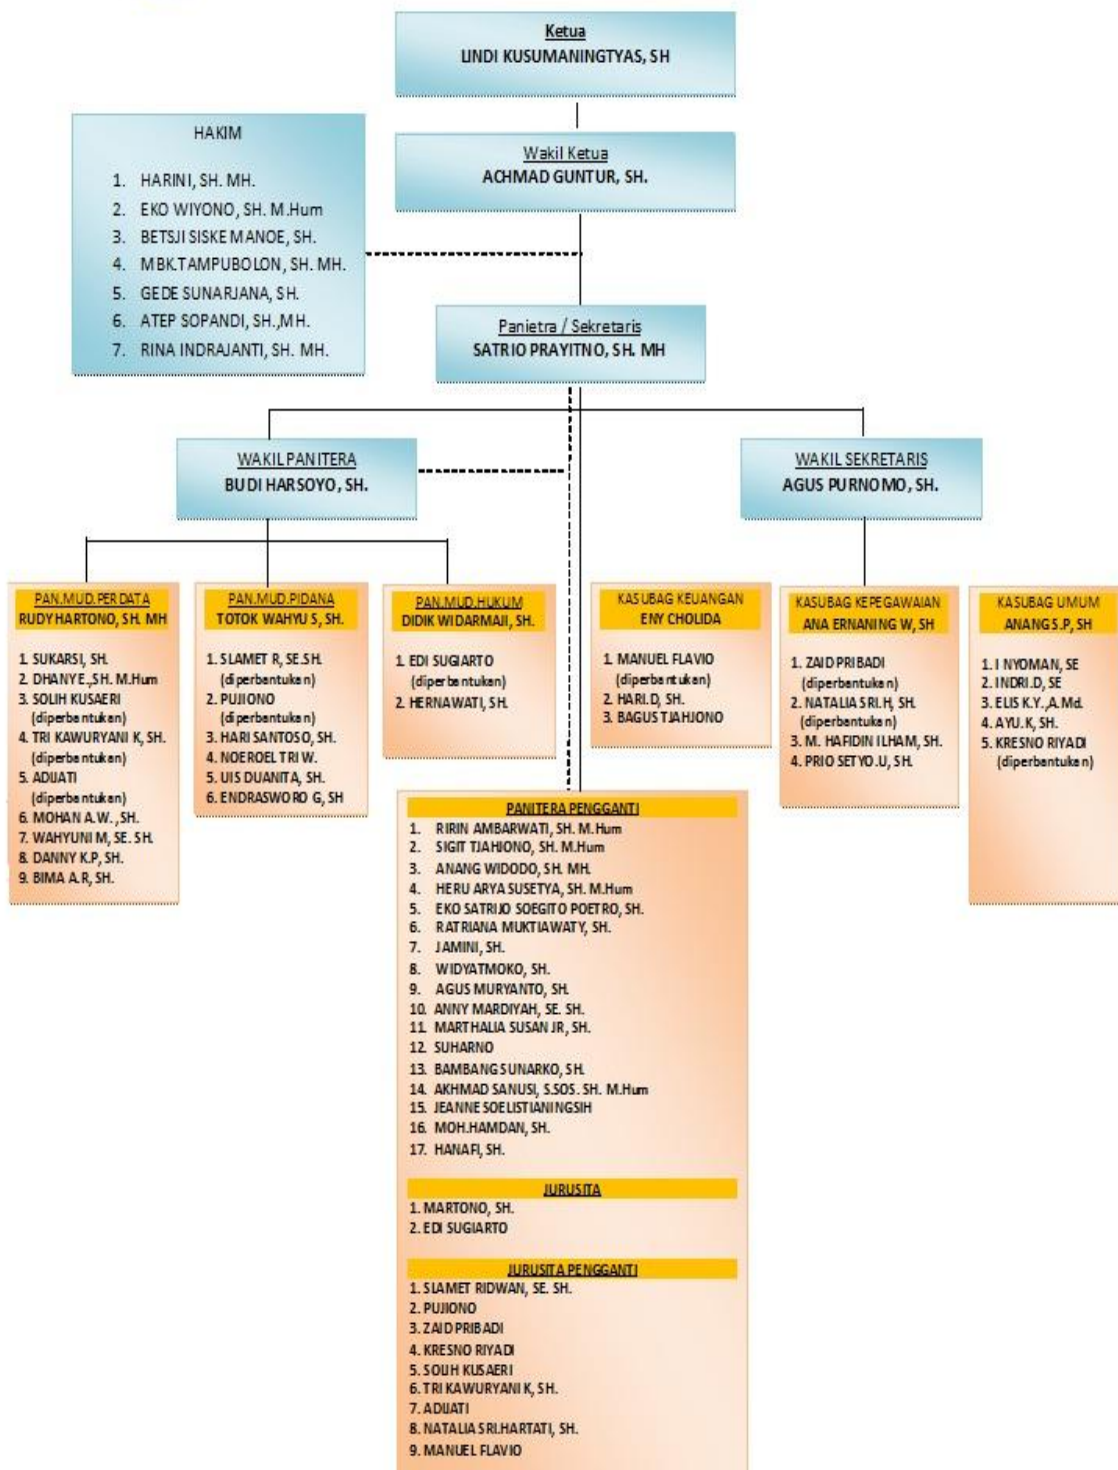 Ketua
LINDI KUSUMANINGTYAS, SH
HAKIM
1. HARINI, SH. MH.
2. EKO WIYONO, SH. M.Hum
3. BETSJI SISKE MANOE, SH.
4. MBK.TAMPUBOLON, SH. MH.
5. GEDE SUNARJANA, SH.
6. ATEP SOPANDI, SH.,MH.
7. RINA INDRAJANTI, SH. MH.
Wakil Ketua
ACHMAD GUNTUR, SH.
Panietra / Sekretaris
SATRIO PRAYITNO, SH. MH
WAKIL PANITERA
BUDI HARSOYO, SH.
WAKIL SEKRETARIS
AGUS PURNOMO, SH.
PAN.MUD.PERDATA
RUDY HARTONO, SH. MH
1. SUKARSI, SH.
2. DHANY E.,SH. M.Hum
3. SOLIH KUSAERI
(diperbantukan)
4. TRI KAWURYANI K, SH.
(diperbantukan)
5. ADIJATI
(diperbantukan)
6. MOHAN A.W. ,SH.
7. WAHYUNI M, SE. SH.
8. DANNY K.P, SH.
9. BIMA A.R, SH.
PAN.MUD.PIDANA
TOTOK WAHYU S, SH.
1. SLAMET R, SE.SH.
(diperbantukan)
2. PUJIONO
(diperbantukan)
3. HARI SANTOSO, SH.
4. NOEROEL TRI W.
5. UIS DUANITA, SH.
6. ENDRASWORO G, SH
PAN.MUD.HUKUM
DIDIK WIDARMAJI, SH.
1. EDI SUGIARTO
(diperbantukan)
2. HERNAWATI, SH.
KASUBAG KEUANGAN
ENY CHOLIDA
1. MANUEL FLAVIO
(diperbantukan)
2. HARI.D, SH.
3. BAGUS TJAHJONO
KASUBAG KEPEGAWAIAN
ANA ERNANING W, SH
1. ZAID PRIBADI
(diperbantukan)
2. NATALIA SRI.H, SH.
(diperbantukan)
3. M. HAFIDIN ILHAM, SH.
4. PRIO SETYO.U, SH.
KASUBAG UMUM
ANANG S.P, SH
1. I NYOMAN, SE
2. INDRI.D, SE
3. ELIS K.Y.,A.Md.
4. AYU.K, SH.
5. KRESNO RIYADI
(diperbantukan)
PANITERA PENGGANTI
1. RIRIN AMBARWATI, SH. M.Hum
2. SIGIT TJAHJONO, SH. M.Hum
3. ANANG WIDODO, SH. MH.
4. HERU ARYA SUSETYA, SH. M.Hum
5. EKO SATRIJO SOEGITO POETRO, SH.
6. RATRIANA MUKTIAWATY, SH.
7. JAMINI, SH.
8. WIDYATMOKO, SH.
9. AGUS MURYANTO, SH.
10. ANNY MARDIYAH, SE. SH.
11. MARTHALIA SUSAN JR, SH.
12. SUHARNO
13. BAMBANG SUNARKO, SH.
14. AKHMAD SANUSI, S.SOS. SH. M.Hum
15. JEANNE SOELISTIANINGSIH
16. MOH.HAMDAN, SH.
17. HANAFI, SH.
JURUSITA
1. MARTONO, SH.
2. EDI SUGIARTO
JURUSITA PENGGANTI
1. SLAMET RIDWAN, SE. SH.
2. PUJIONO
3. ZAID PRIBADI
4. KRESNO RIYADI
5. SOLIH KUSAERI
6. TRI KAWURYANI K, SH.
7. ADIJATI
8. NATALIA SRI.HARTATI, SH.
9. MANUEL FLAVIO